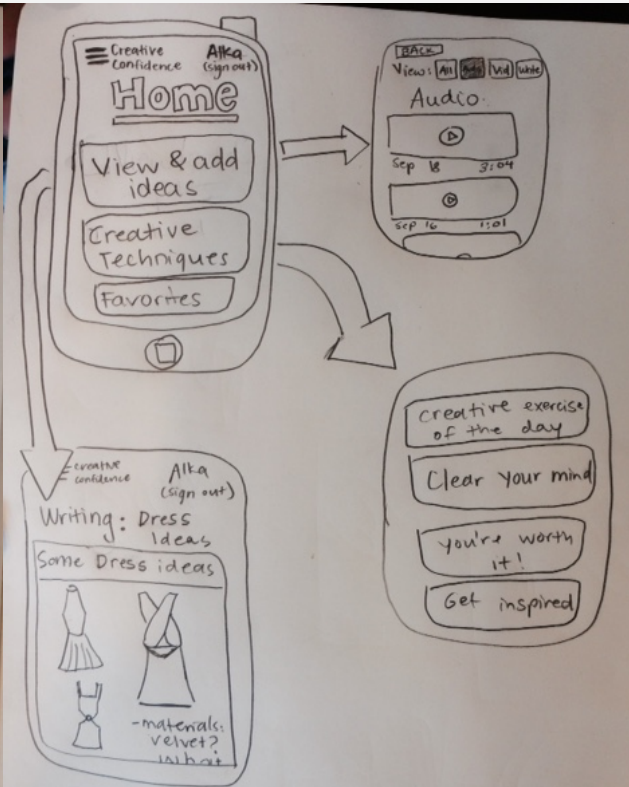 Creative
confidence
Alka
(sign out)
Home
View & add
ideas
Creative
Techniques
Favorites
BACK
View: All Audio Vid Write
Audio.
Sep 18 3:04
Sep 16 1:01
creative exercise
of the day
Clear your mind
you're worth
it!
Get inspired
creative
confidence
Alka
(sign out)
Writing: Dress
Ideas
Some Dress ideas
-materials:
velvet?
What